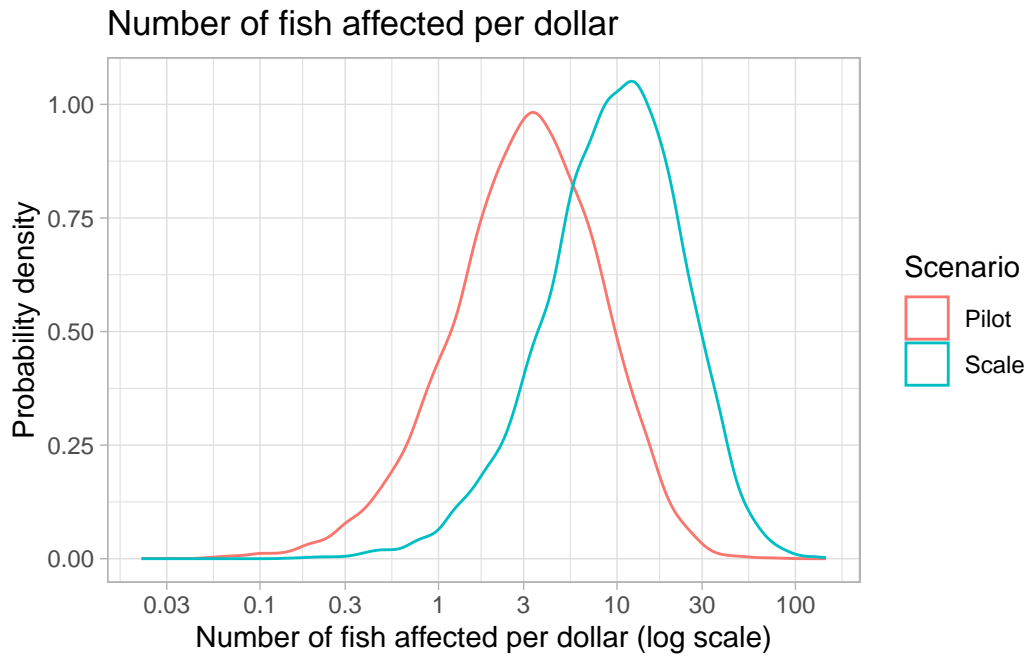 Number of fish affected per dollar
1.00
0.75
0.50
0.25
0.00
Probability density
0.03 0.1 0.3 1 3 10 30 100
Number of fish affected per dollar (log scale)
Scenario
Pilot
Scale